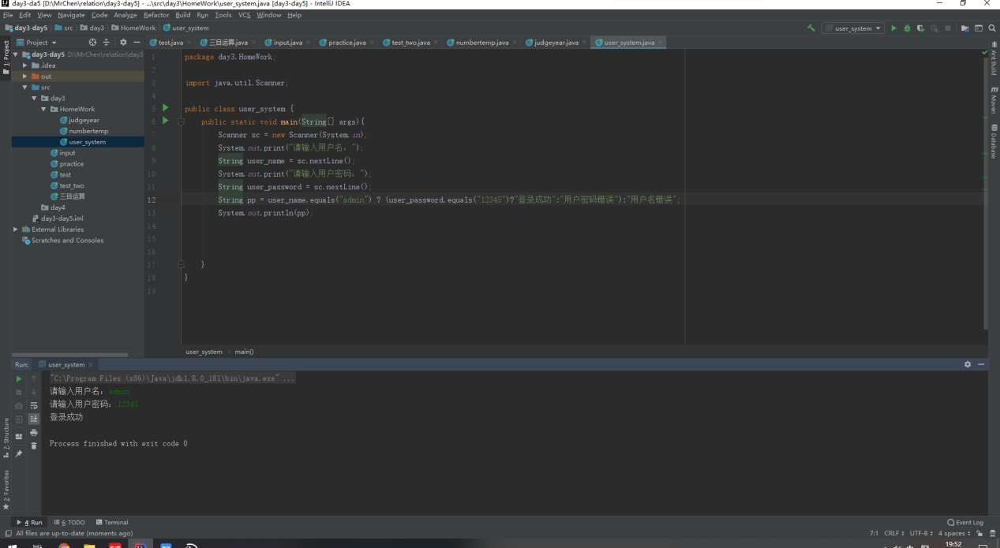 day3-da5 [D:\MrChen\relation\day3-day5] - ...\src\day3\HomeWork\user_system.java [day3-day5] - IntelliJ IDEA
File Edit View Navigate Code Analyze Refactor Build Run Tools VCS Window Help
day3-day5 src day3 HomeWork user_system
user_system
Project
test.java 三目运算.java input.java practice.java test_two.java numbertemp.java judgeyear.java user_system.java
1: Project
day3-day5 D:\MrChen\relation\day3
.idea
out
src
day3
HomeWork
judgeyear
numbertemp
user_system
input
practice
test
test_two
三目运算
day4
day3-day5.iml
External Libraries
Scratches and Consoles
1 package day3.HomeWork;
2
3 import java.util.Scanner;
4
5 public class user_system {
6 public static void main(String[] args){
7 Scanner sc = new Scanner(System.in);
8 System.out.print("请输入用户名：");
9 String user_name = sc.nextLine();
10 System.out.print("请输入用户密码：");
11 String user_password = sc.nextLine();
12 String pp = user_name.equals("admin") ? (user_password.equals("12345")?"登录成功":"用户密码错误"):"用户名错误";
13 System.out.println(pp);
14
15
16
17 }
18 }
19
user_system main()
Ant Build
Maven
Database
Run: user_system
"C:\Program Files (x86)\Java\jdk1.8.0_181\bin\java.exe" ...
请输入用户名：admin
请输入用户密码：12345
登录成功
Process finished with exit code 0
7: Structure
2: Favorites
4: Run 6: TODO Terminal
Event Log
All files are up-to-date (moments ago)
7:1 CRLF UTF-8 4 spaces
19:52